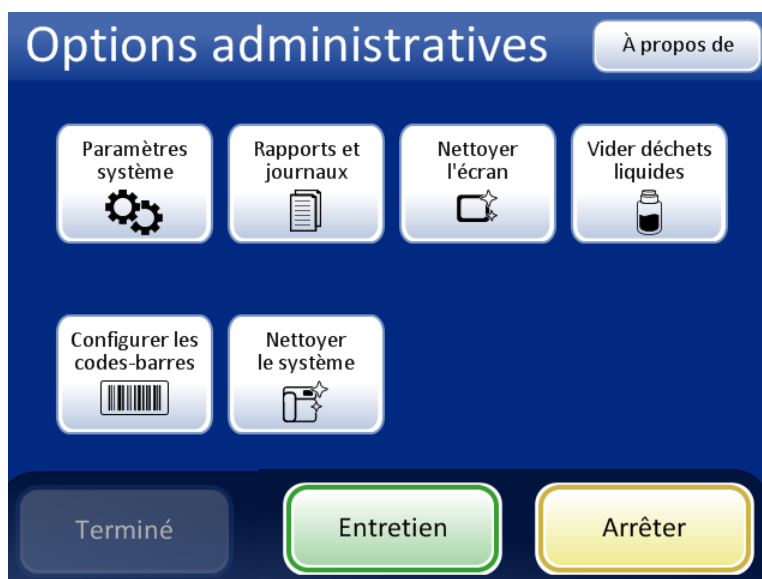 Options administratives
À propos de
Paramètres
système
Rapports et
journaux
Nettoyer
l'écran
Vider déchets
liquides
Configurer les
codes-barres
Nettoyer
le système
Terminé
Entretien
Arrêter